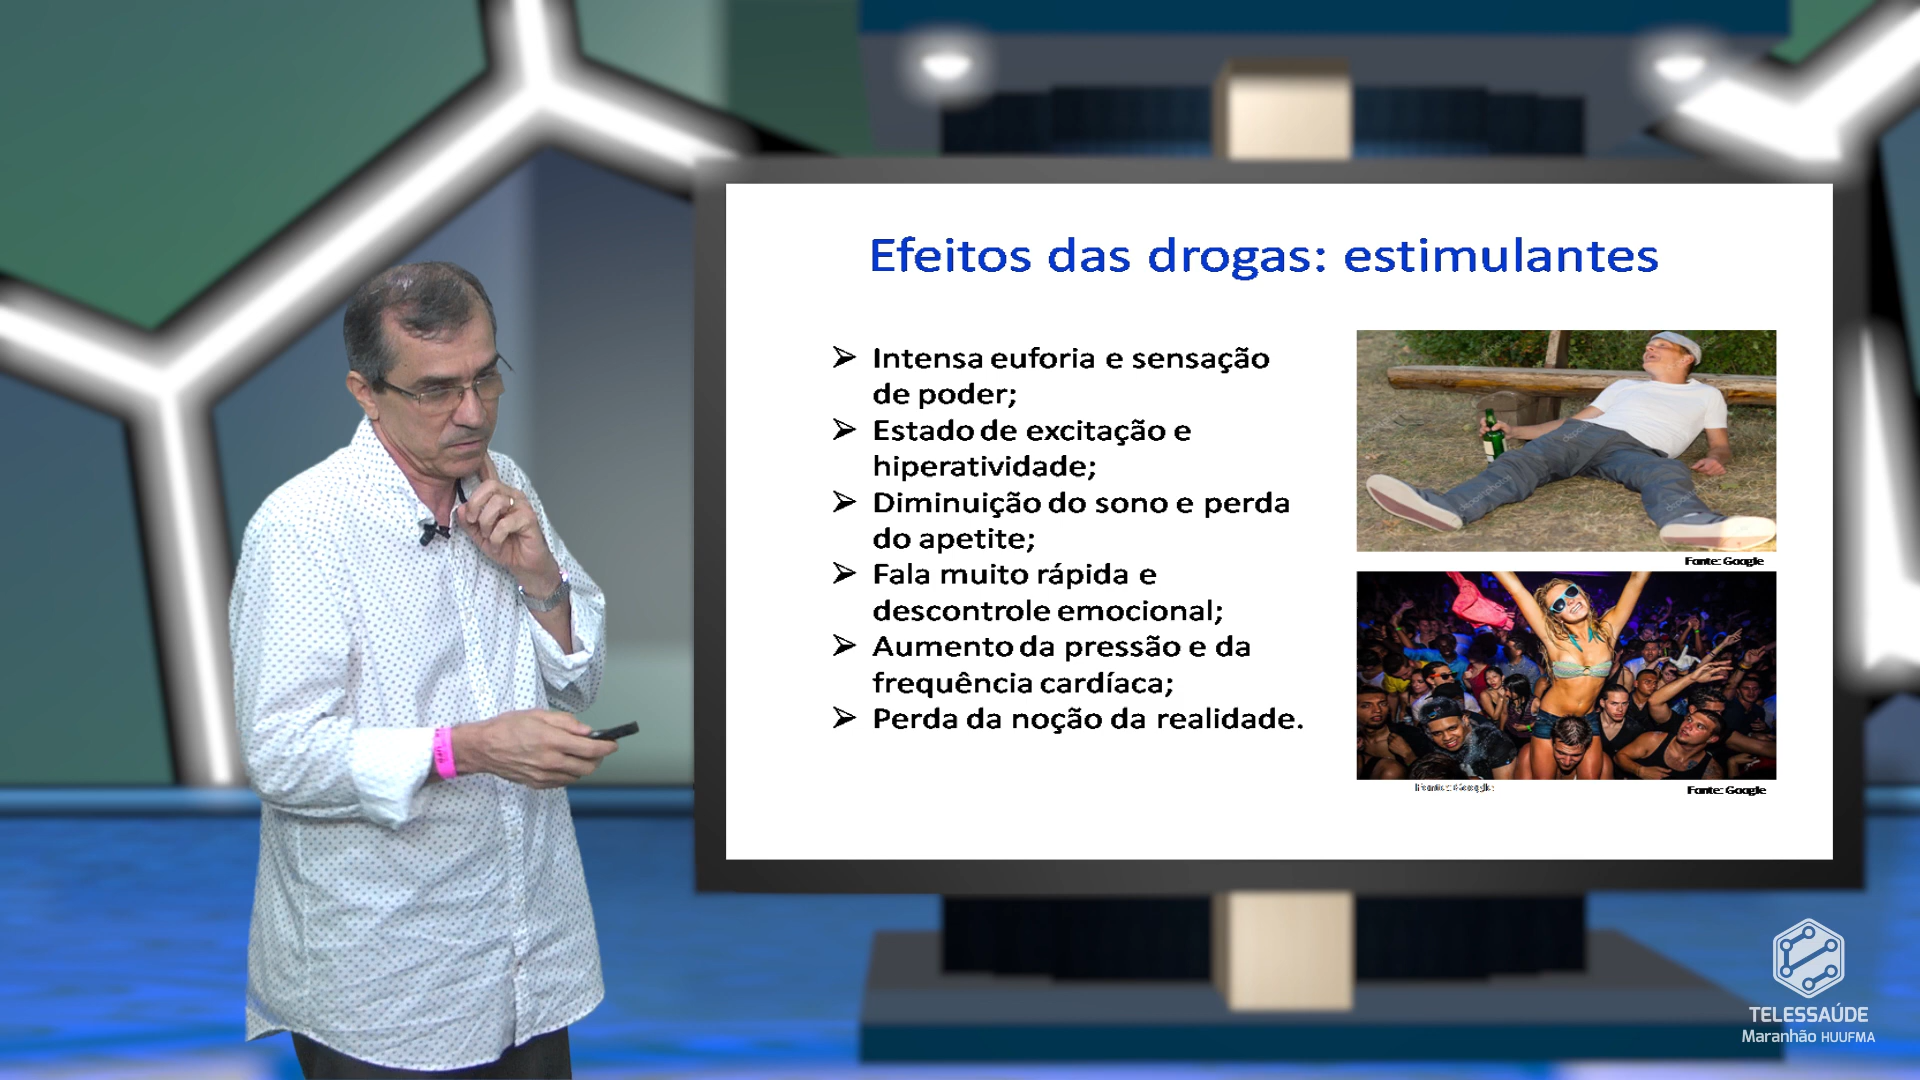 Efeitos das drogas: estimulantes
➢ Intensa euforia e sensação
de poder;
➢ Estado de excitação e
hiperatividade;
➢ Diminuição do sono e perda
do apetite;
➢ Fala muito rápida e
descontrole emocional;
➢ Aumento da pressão e da
frequência cardíaca;
➢ Perda da noção da realidade.
Fonte: Google
Fonte: Google
TELESSAÚDE
Maranhão HUUFMA